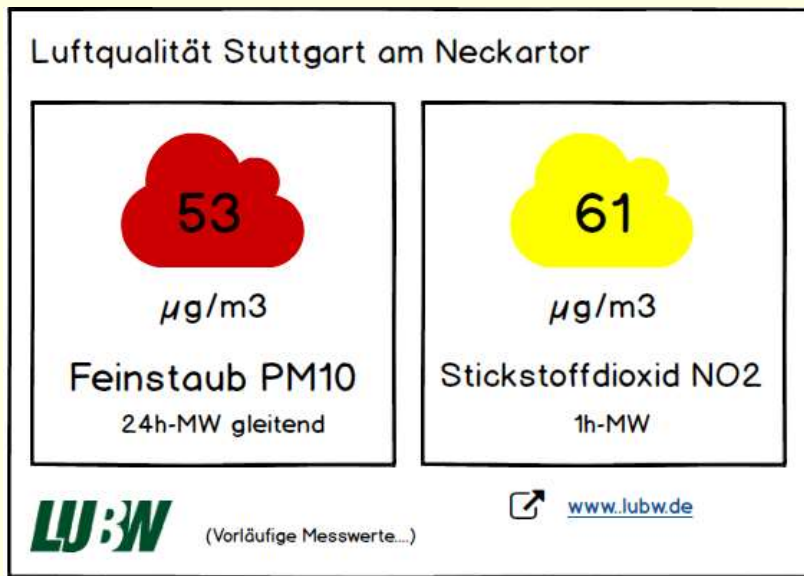 Luftqualität Stuttgart am Neckartor
53
µg/m3
Feinstaub PM10
24h-MW gleitend
61
µg/m3
Stickstoffdioxid NO2
1h-MW
LUBW
(Vorläufige Messwerte....)
www..lubw.de